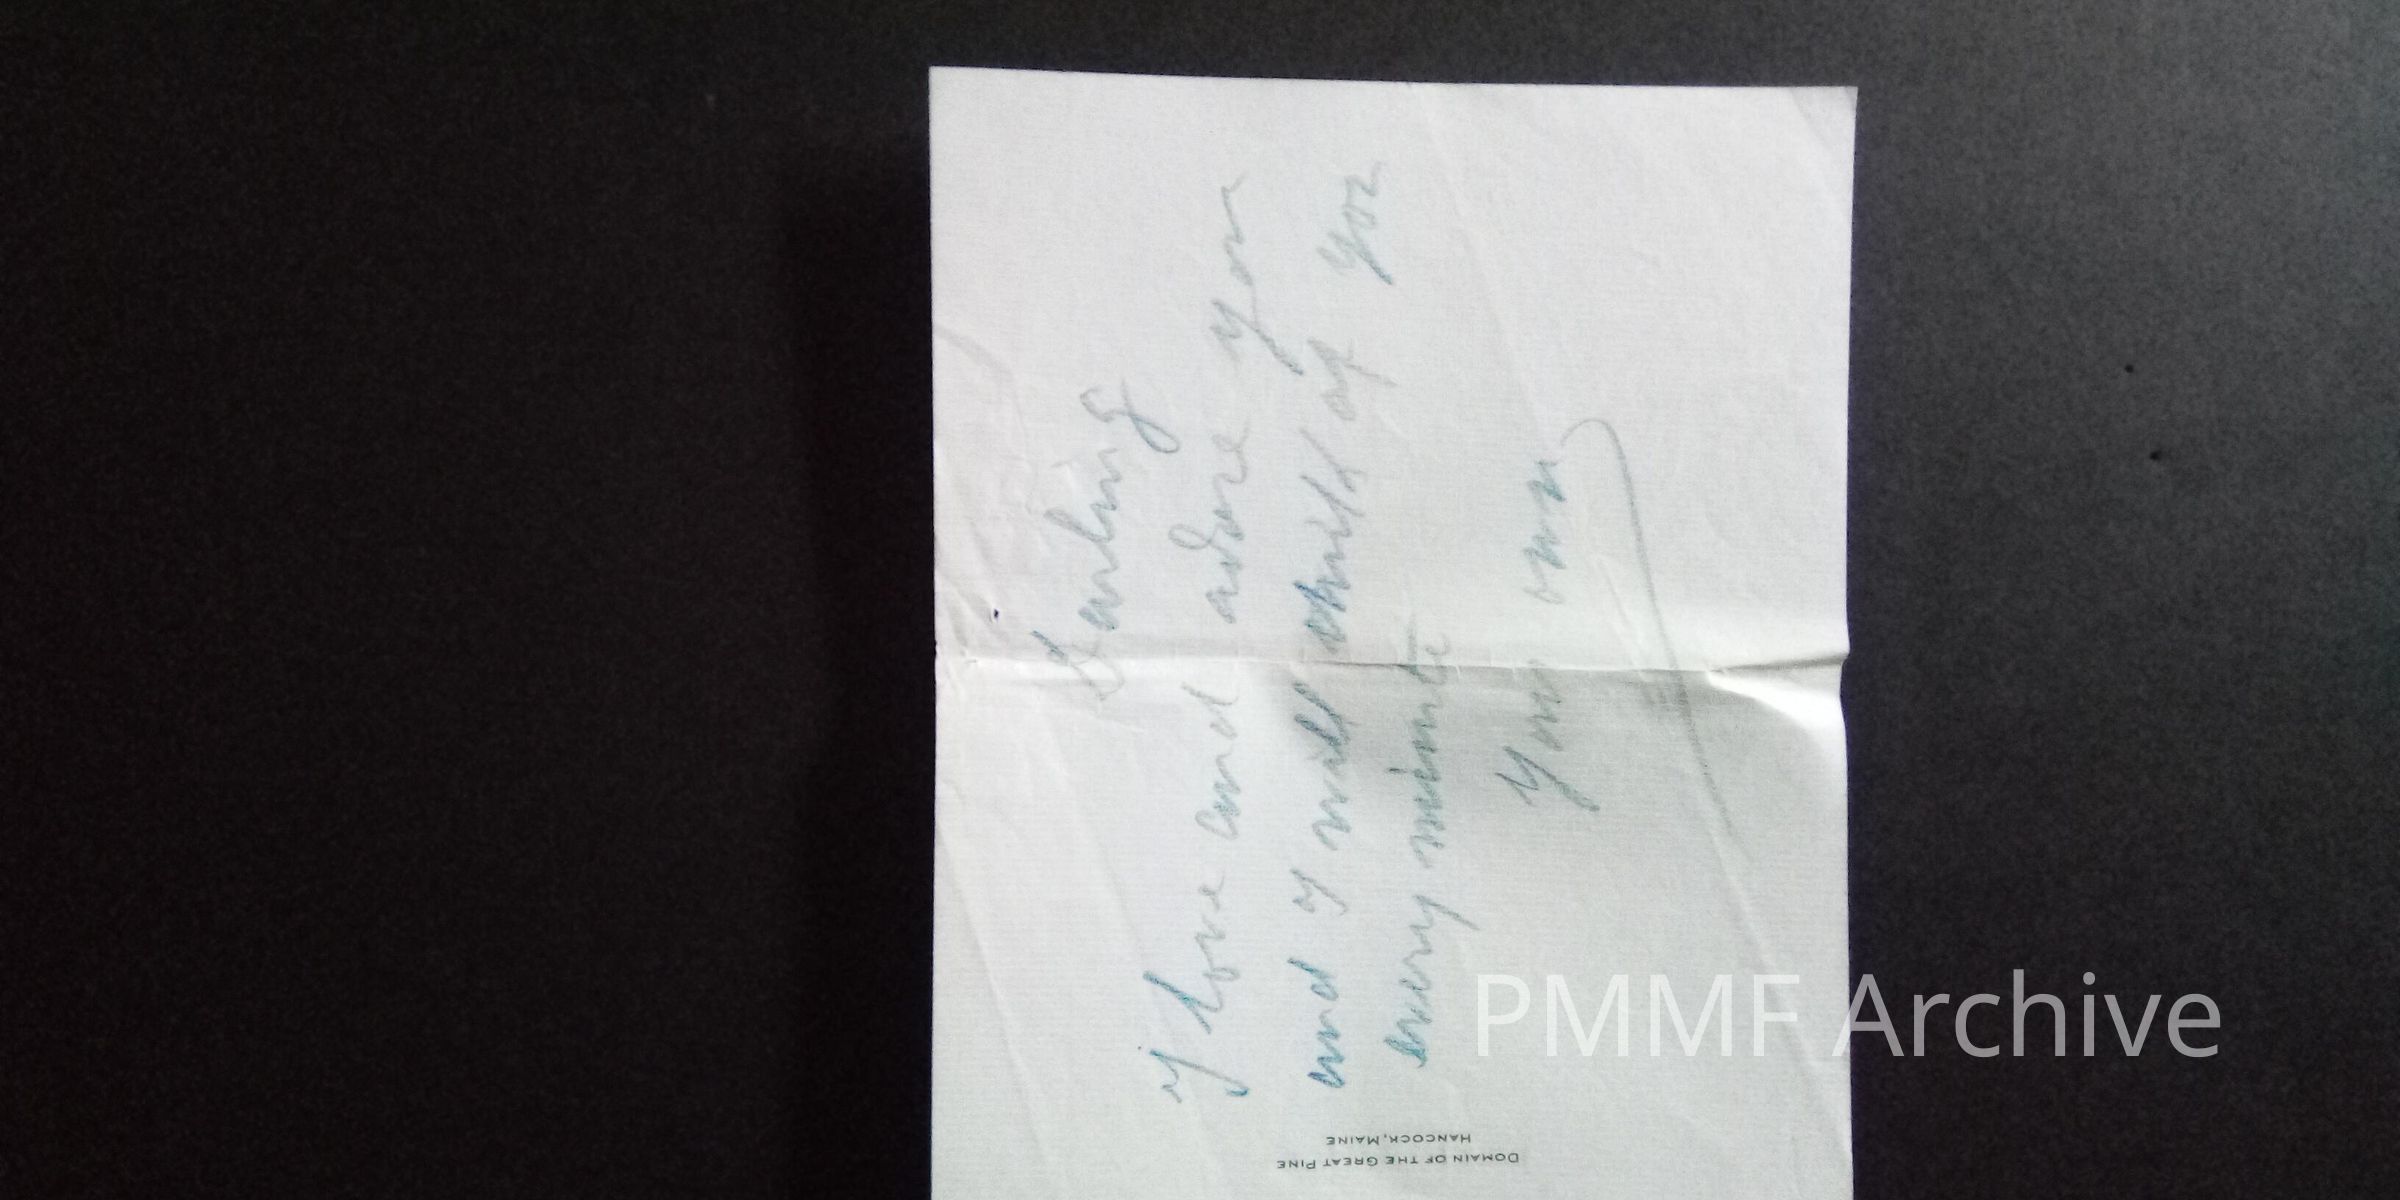 Darling
I love and adore you
and I will think of you
every minute
Your own
DOMAIN OF THE GREAT PINE
HANCOCK, MAINE
PMMF Archive